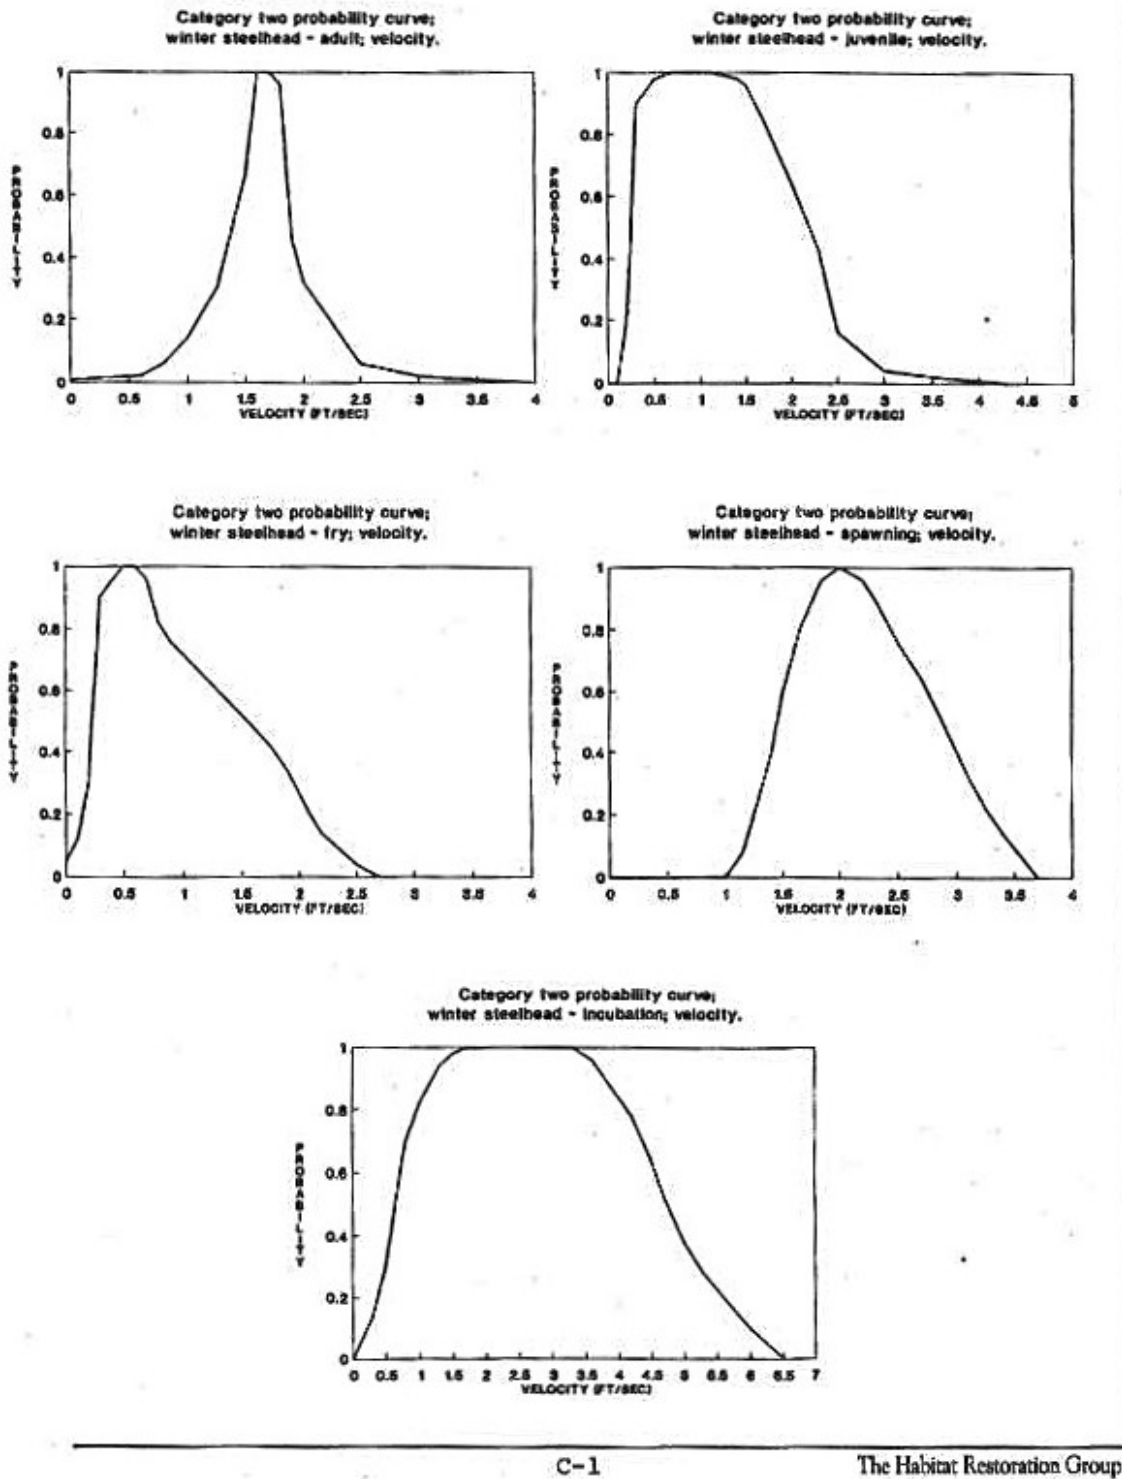 Category two probability curve;
winter steelhead - adult; velocity.
1
0.8
0.6
0.4
0.2
0
PROBABILITY
0 0.5 1 1.5 2 2.5 3 3.5 4
VELOCITY (FT/SEC)
Category two probability curve;
winter steelhead - juvenile; velocity.
1
0.8
0.6
0.4
0.2
0
PROBABILITY
0 0.5 1 1.5 2 2.5 3 3.5 4 4.5 5
VELOCITY (FT/SEC)
Category two probability curve;
winter steelhead - fry; velocity.
1
0.8
0.6
0.4
0.2
0
PROBABILITY
0 0.5 1 1.5 2 2.5 3 3.5 4
VELOCITY (FT/SEC)
Category two probability curve;
winter steelhead - spawning; velocity.
1
0.8
0.6
0.4
0.2
0
PROBABILITY
0 0.5 1 1.5 2 2.5 3 3.5 4
VELOCITY (FT/SEC)
Category two probability curve;
winter steelhead - incubation; velocity.
1
0.8
0.6
0.4
0.2
0
PROBABILITY
0 0.5 1 1.5 2 2.5 3 3.5 4 4.5 5 5.5 6 6.5 7
VELOCITY (FT/SEC)
C-1
The Habitat Restoration Group